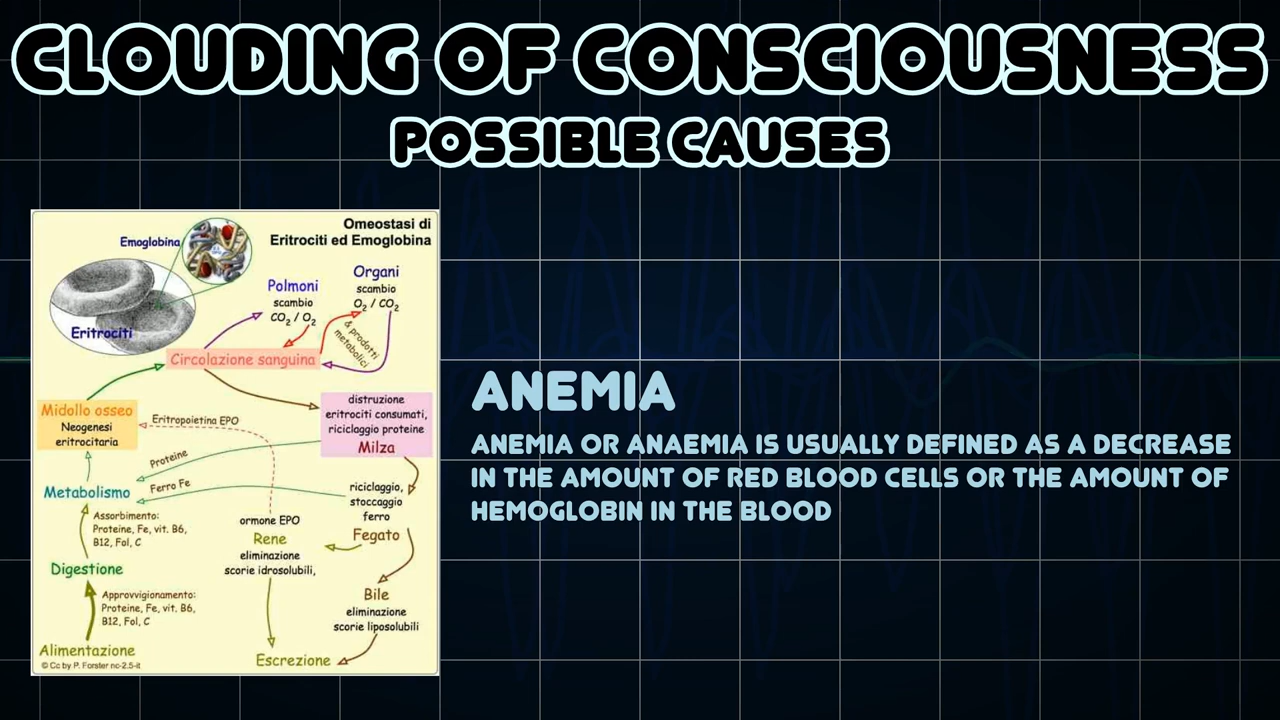 CLOUDING OF CONSCIOUSNESS
POSSIBLE CAUSES
Omeostasi di
Eritrociti ed Emoglobina
Emoglobina
Eritrociti
Polmoni
scambio
CO2 / O2
Organi
scambio
O2 / CO2
& prodotti
metabolici
Circolazione sanguina
Midollo osseo
Neogenesi
eritrocitaria
Eritropoietina EPO
distruzione
eritrociti consumati,
riciclaggio proteine
Milza
Proteine
Ferro Fe
Metabolismo
riciclaggio,
stoccaggio
ferro
Fegato
Assorbimento:
Proteine, Fe, vit. B6,
B12, Fol, C
ormone EPO
Rene
eliminazione
scorie idrosolubili,
Digestione
Approvvigionamento:
Proteine, Fe, vit. B6,
B12, Fol, C
Bile
eliminazione
scorie liposolubili
Alimentazione
Escrezione
© Cc by P. Forster nc-2.5-it
ANEMIA
ANEMIA OR ANAEMIA IS USUALLY DEFINED AS A DECREASE
IN THE AMOUNT OF RED BLOOD CELLS OR THE AMOUNT OF
HEMOGLOBIN IN THE BLOOD